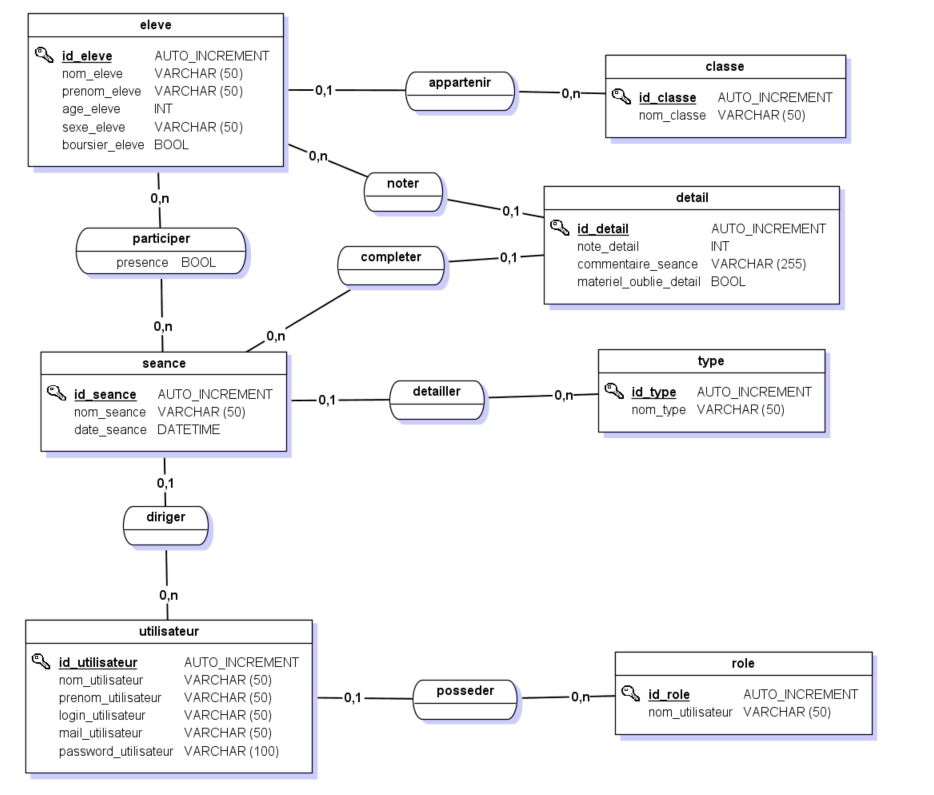 eleve
id_eleve AUTO_INCREMENT
nom_eleve VARCHAR (50)
prenom_eleve VARCHAR (50)
age_eleve INT
sexe_eleve VARCHAR (50)
boursier_eleve BOOL
0,1
appartenir
0,n
classe
id_classe AUTO_INCREMENT
nom_classe VARCHAR (50)
0,n
noter
0,1
detail
id_detail AUTO_INCREMENT
note_detail INT
commentaire_seance VARCHAR (255)
materiel_oublie_detail BOOL
0,n
participer
presence BOOL
0,n
completer
0,1
0,n
seance
id_seance AUTO_INCREMENT
nom_seance VARCHAR (50)
date_seance DATETIME
0,1
detailler
0,n
type
id_type AUTO_INCREMENT
nom_type VARCHAR (50)
0,1
diriger
0,n
utilisateur
id_utilisateur AUTO_INCREMENT
nom_utilisateur VARCHAR (50)
prenom_utilisateur VARCHAR (50)
login_utilisateur VARCHAR (50)
mail_utilisateur VARCHAR (50)
password_utilisateur VARCHAR (100)
0,1
posseder
0,n
role
id_role AUTO_INCREMENT
nom_utilisateur VARCHAR (50)